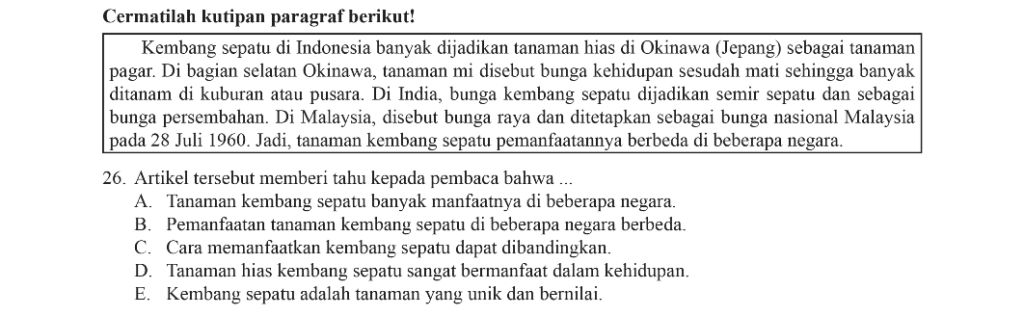 Cermatilah kutipan paragraf berikut!
Kembang sepatu di Indonesia banyak dijadikan tanaman hias di Okinawa (Jepang) sebagai tanaman
pagar. Di bagian selatan Okinawa, tanaman mi disebut bunga kehidupan sesudah mati sehingga banyak
ditanam di kuburan atau pusara. Di India, bunga kembang sepatu dijadikan semir sepatu dan sebagai
bunga persembahan. Di Malaysia, disebut bunga raya dan ditetapkan sebagai bunga nasional Malaysia
pada 28 Juli 1960. Jadi, tanaman kembang sepatu pemanfaatannya berbeda di beberapa negara.
26. Artikel tersebut memberi tahu kepada pembaca bahwa ...
A. Tanaman kembang sepatu banyak manfaatnya di beberapa negara.
B. Pemanfaatan tanaman kembang sepatu di beberapa negara berbeda.
C. Cara memanfaatkan kembang sepatu dapat dibandingkan.
D. Tanaman hias kembang sepatu sangat bermanfaat dalam kehidupan.
E. Kembang sepatu adalah tanaman yang unik dan bernilai.